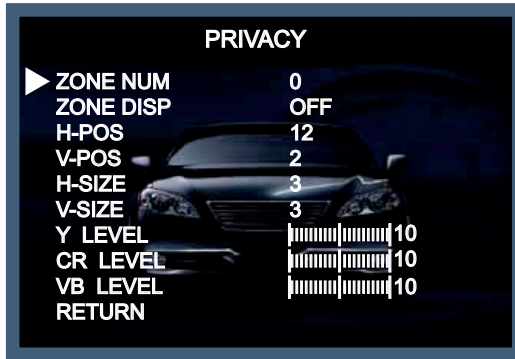 PRIVACY
ZONE NUM 0
ZONE DISP OFF
H-POS 12
V-POS 2
H-SIZE 3
V-SIZE 3
Y LEVEL 10
CR LEVEL 10
VB LEVEL 10
RETURN